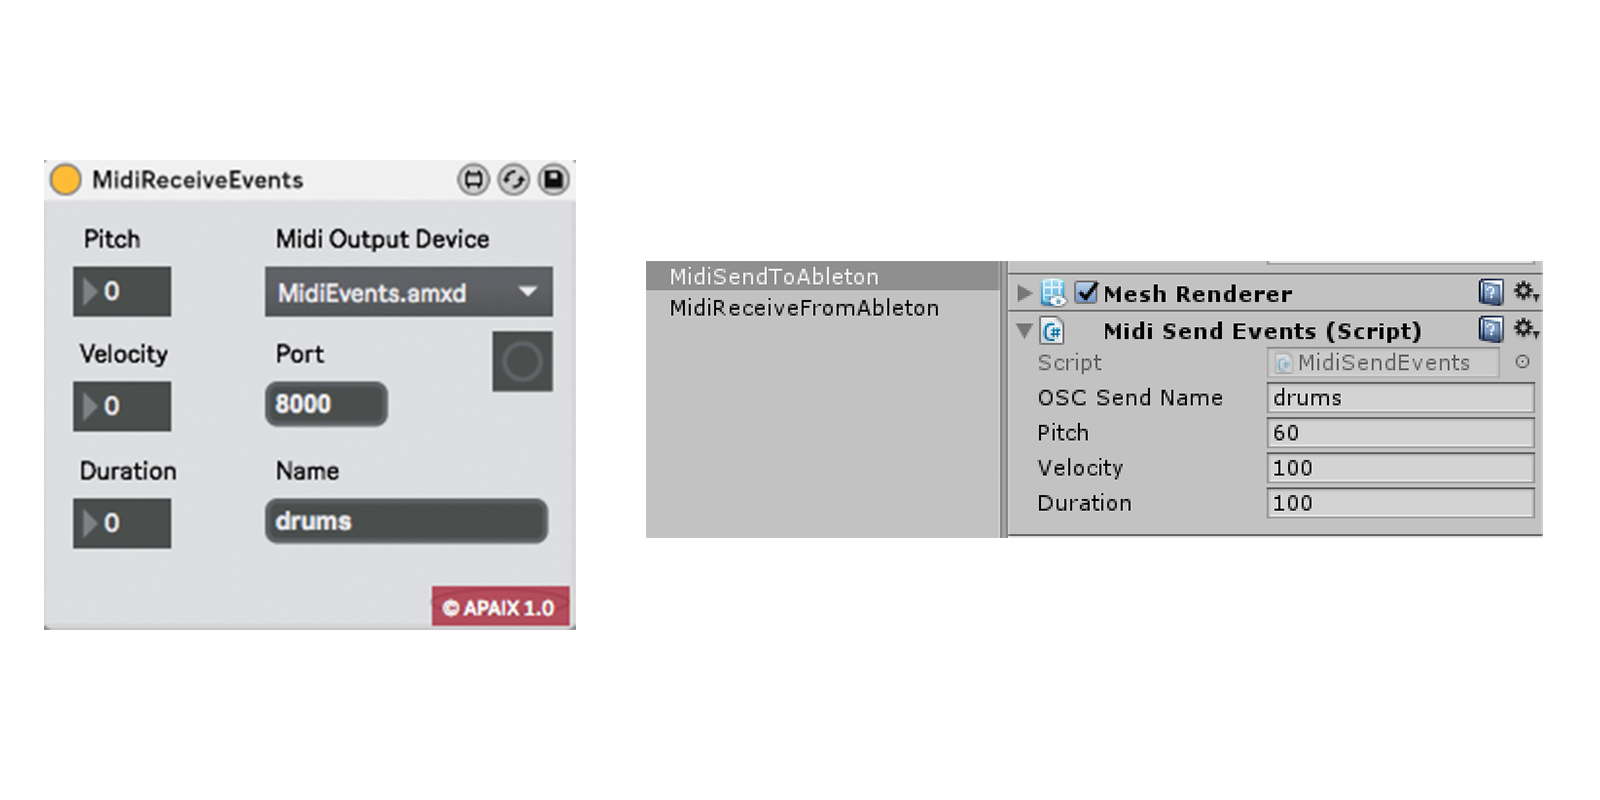 MidiReceiveEvents
Pitch
0
Midi Output Device
MidiEvents.amxd
Velocity
0
Port
8000
Duration
0
Name
drums
© APAIX 1.0
MidiSendToAbleton
MidiReceiveFromAbleton
Mesh Renderer
C# Midi Send Events (Script)
Script MidiSendEvents
OSC Send Name drums
Pitch 60
Velocity 100
Duration 100